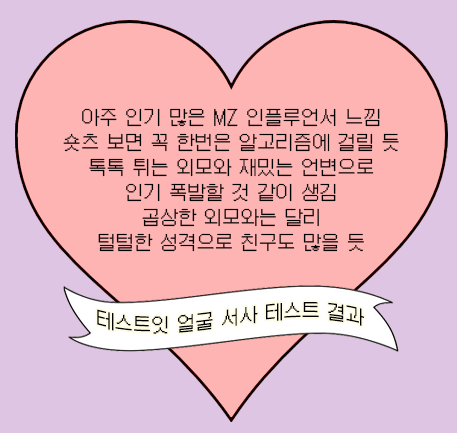 아주 인기 많은 MZ 인플루언서 느낌
숏츠 보면 꼭 한번은 알고리즘에 걸릴 듯
톡톡 튀는 외모와 재밌는 언변으로
인기 폭발할 것 같이 생김
곱상한 외모와는 달리
털털한 성격으로 친구도 많을 듯
테스트잇 얼굴 서사 테스트 결과